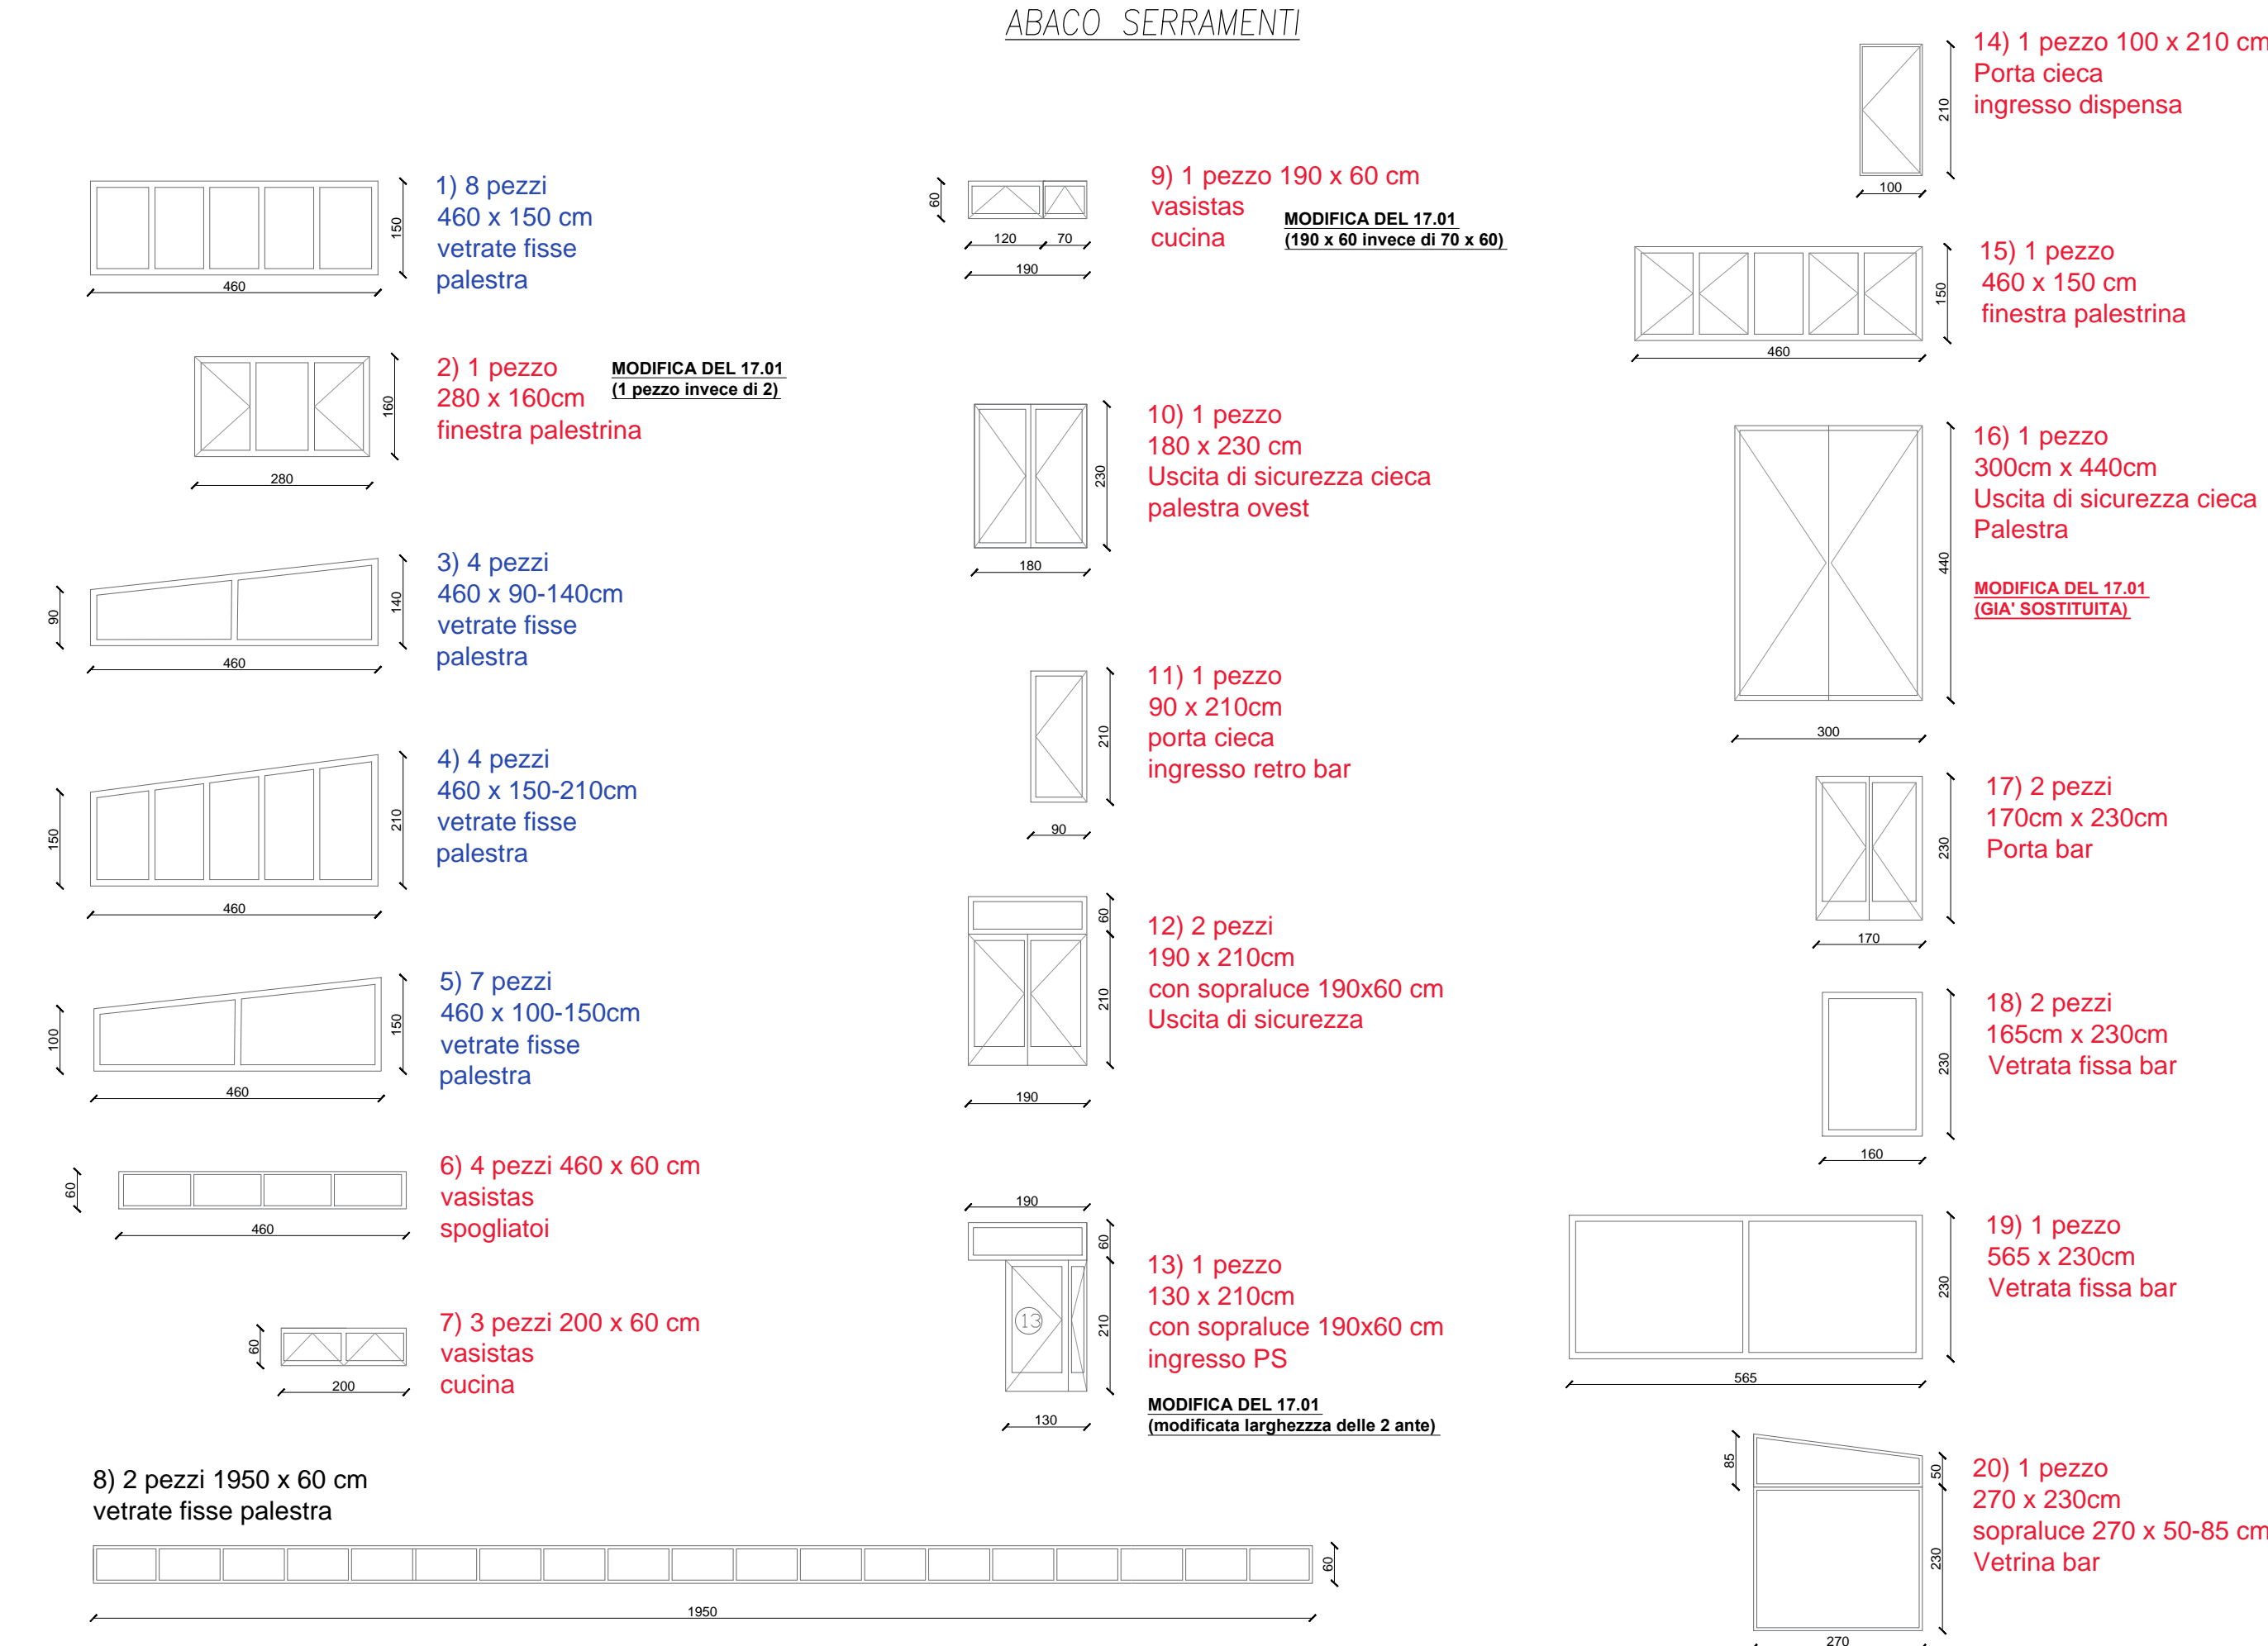 ABACO SERRAMENTI
1) 8 pezzi
460 x 150 cm
vetrate fisse
palestra
150
460
2) 1 pezzo
280 x 160cm
finestra palestrina
MODIFICA DEL 17.01
(1 pezzo invece di 2)
160
280
3) 4 pezzi
460 x 90-140cm
vetrate fisse
palestra
90
140
460
4) 4 pezzi
460 x 150-210cm
vetrate fisse
palestra
150
210
460
5) 7 pezzi
460 x 100-150cm
vetrate fisse
palestra
100
150
460
6) 4 pezzi 460 x 60 cm
vasistas
spogliatoi
60
460
7) 3 pezzi 200 x 60 cm
vasistas
cucina
60
200
8) 2 pezzi 1950 x 60 cm
vetrate fisse palestra
60
1950
9) 1 pezzo 190 x 60 cm
vasistas
cucina
MODIFICA DEL 17.01
(190 x 60 invece di 70 x 60)
60
120
70
190
10) 1 pezzo
180 x 230 cm
Uscita di sicurezza cieca
palestra ovest
230
180
11) 1 pezzo
90 x 210cm
porta cieca
ingresso retro bar
210
90
12) 2 pezzi
190 x 210cm
con sopraluce 190x60 cm
Uscita di sicurezza
60
210
190
190
60
13
210
130
13) 1 pezzo
130 x 210cm
con sopraluce 190x60 cm
ingresso PS
MODIFICA DEL 17.01
(modificata larghezzza delle 2 ante)
14) 1 pezzo 100 x 210 cm
Porta cieca
ingresso dispensa
210
100
15) 1 pezzo
460 x 150 cm
finestra palestrina
150
460
16) 1 pezzo
300cm x 440cm
Uscita di sicurezza cieca
Palestra
MODIFICA DEL 17.01
(GIA' SOSTITUITA)
440
300
17) 2 pezzi
170cm x 230cm
Porta bar
230
170
18) 2 pezzi
165cm x 230cm
Vetrata fissa bar
230
160
19) 1 pezzo
565 x 230cm
Vetrata fissa bar
230
565
20) 1 pezzo
270 x 230cm
sopraluce 270 x 50-85 cm
Vetrina bar
85
50
230
270